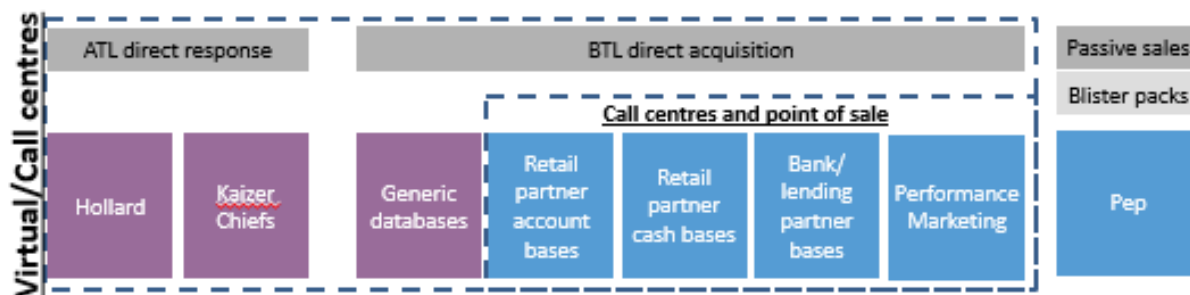 Virtual/Call centres
ATL direct response
BTL direct acquisition
Passive sales
Blister packs
Call centres and point of sale
Hollard
Kaizer
Chiefs
Generic
databases
Retail
partner
account
bases
Retail
partner
cash bases
Bank/
lending
partner
bases
Performance
Marketing
Pep